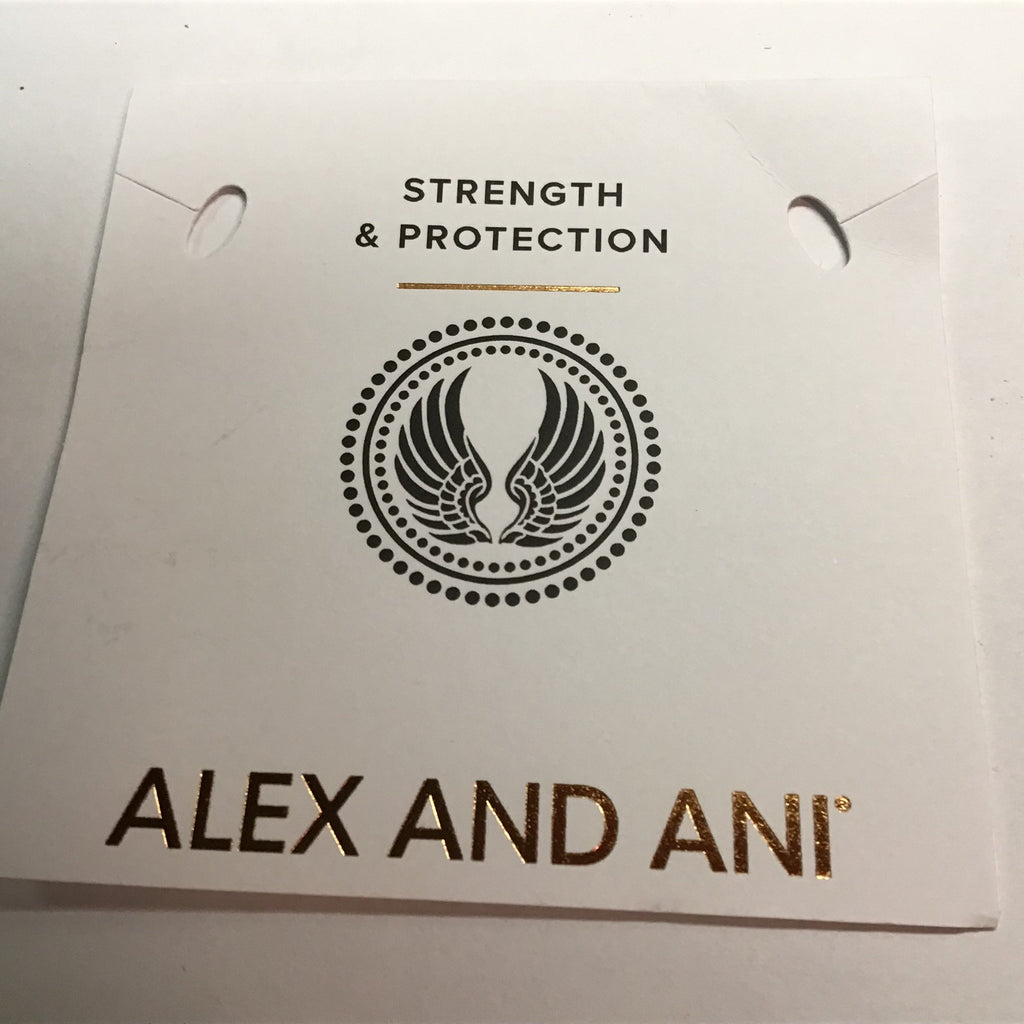 STRENGTH
& PROTECTION
ALEX AND ANI®